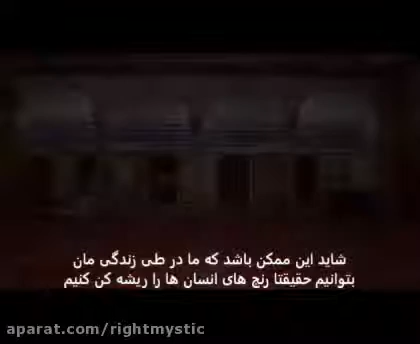 شاید این ممکن باشد که ما در طی زندگی مان
بتوانیم حقیقتا رنج های انسان ها را ریشه کن کنیم
aparat.com/rightmystic